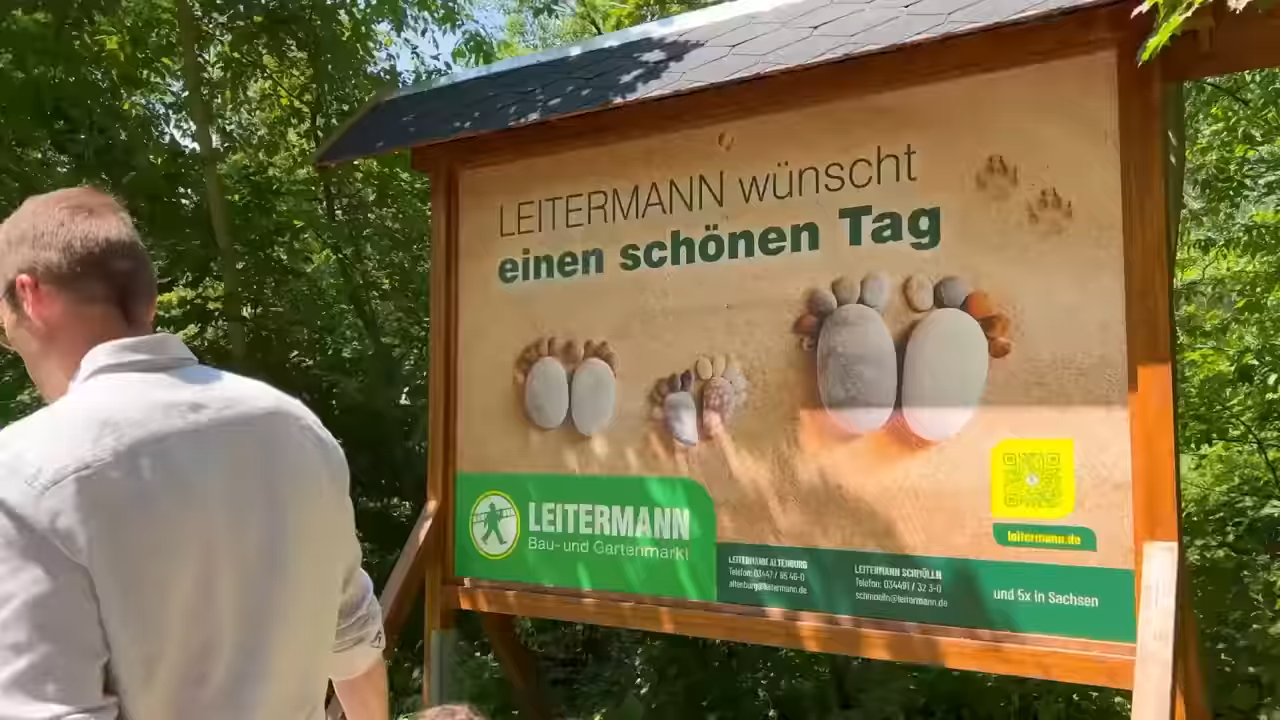 LEITERMANN wünscht
einen schönen Tag
LEITERMANN
Bau- und Gartenmarkt
LEITERMANN ALTENBURG
Telefon: 03447 / 85 46-0
altenburg@leitermann.de
LEITERMANN SCHMÖLLN
Telefon: 034491 / 32 3-0
schmoelln@leitermann.de
und 5x in Sachsen
leitermann.de